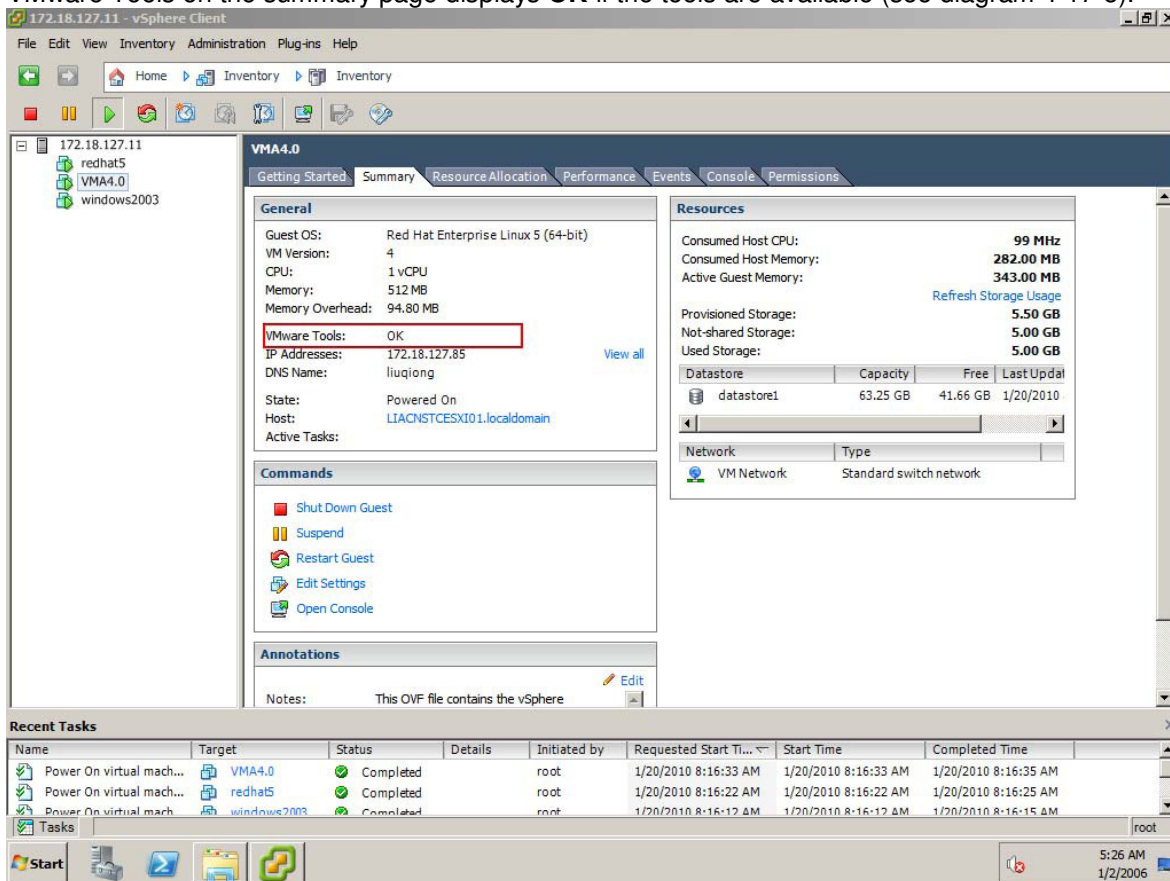 VMware Tools on the summary page displays OK if the tools are available (see diagram
172.18.127.11 - vSphere Client
File Edit View Inventory Administration Plug-ins Help
Home Inventory Inventory
172.18.127.11
redhat5
VMA4.0
windows2003
VMA4.0
Getting Started Summary Resource Allocation Performance Events Console Permissions
General
Guest OS: Red Hat Enterprise Linux 5 (64-bit)
VM Version: 4
CPU: 1 vCPU
Memory: 512 MB
Memory Overhead: 94.80 MB
VMware Tools: OK
IP Addresses: 172.18.127.85 View all
DNS Name: liuqiong
State: Powered On
Host: LIACNSTCESXI01.localdomain
Active Tasks:
Commands
Shut Down Guest
Suspend
Restart Guest
Edit Settings
Open Console
Annotations
Edit
Notes: This OVF file contains the vSphere
Resources
Consumed Host CPU: 99 MHz
Consumed Host Memory: 282.00 MB
Active Guest Memory: 343.00 MB
Refresh Storage Usage
Provisioned Storage: 5.50 GB
Not-shared Storage: 5.00 GB
Used Storage: 5.00 GB
Datastore Capacity Free Last Updat
datastore1 63.25 GB 41.66 GB 1/20/2010
Network Type
VM Network Standard switch network
Recent Tasks
Name Target Status Details Initiated by Requested Start Ti... Start Time Completed Time
Power On virtual mach... VMA4.0 Completed root 1/20/2010 8:16:33 AM 1/20/2010 8:16:33 AM 1/20/2010 8:16:35 AM
Power On virtual mach... redhat5 Completed root 1/20/2010 8:16:22 AM 1/20/2010 8:16:22 AM 1/20/2010 8:16:25 AM
Power On virtual mach... windows2003 Completed root 1/20/2010 8:16:12 AM 1/20/2010 8:16:12 AM 1/20/2010 8:16:15 AM
Tasks root
Start 5:26 AM
1/2/2006